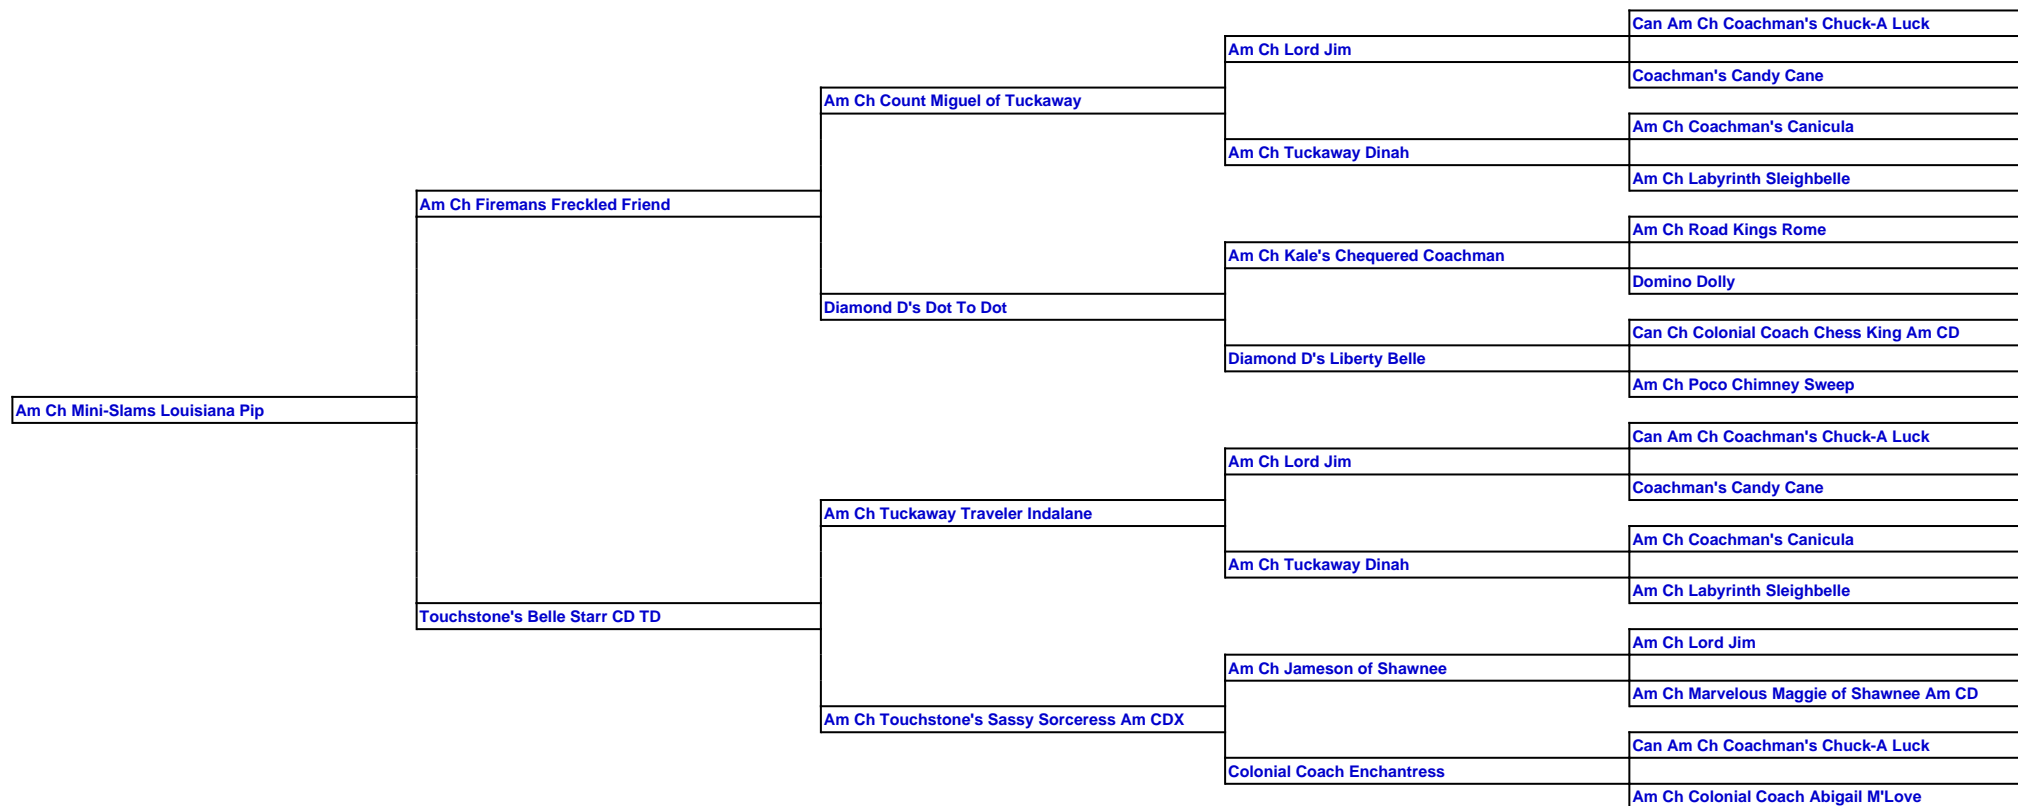 Can Am Ch Coachman's Chuck-A Luck
Am Ch Lord Jim
Coachman's Candy Cane
Am Ch Count Miguel of Tuckaway
Am Ch Coachman's Canicula
Am Ch Tuckaway Dinah
Am Ch Labyrinth Sleighbelle
Am Ch Firemans Freckled Friend
Am Ch Road Kings Rome
Am Ch Kale's Chequered Coachman
Domino Dolly
Diamond D's Dot To Dot
Can Ch Colonial Coach Chess King Am CD
Diamond D's Liberty Belle
Am Ch Poco Chimney Sweep
Am Ch Mini-Slams Louisiana Pip
Can Am Ch Coachman's Chuck-A Luck
Am Ch Lord Jim
Coachman's Candy Cane
Am Ch Tuckaway Traveler Indalane
Am Ch Coachman's Canicula
Am Ch Tuckaway Dinah
Am Ch Labyrinth Sleighbelle
Touchstone's Belle Starr CD TD
Am Ch Lord Jim
Am Ch Jameson of Shawnee
Am Ch Marvelous Maggie of Shawnee Am CD
Am Ch Touchstone's Sassy Sorceress Am CDX
Can Am Ch Coachman's Chuck-A Luck
Colonial Coach Enchantress
Am Ch Colonial Coach Abigail M'Love